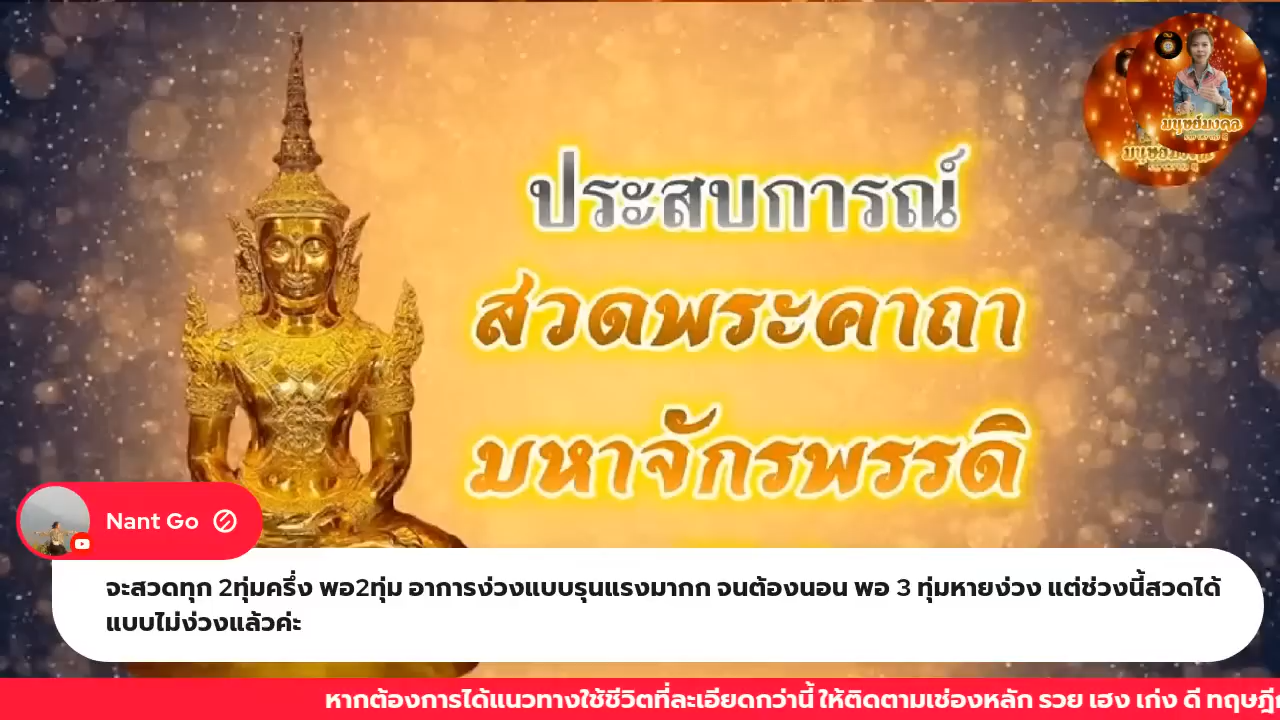 ประสบการณ์
สวดพระคาถา
มหาจักรพรรดิ
มนุษย์มงคล
Nant Go
จะสวดทุก 2ทุ่มครึ่ง พอ2ทุ่ม อาการง่วงแบบรุนแรงมากก จนต้องนอน พอ 3 ทุ่มหายง่วง แต่ช่วงนี้สวดได้
แบบไม่ง่วงแล้วค่ะ
หากต้องการได้แนวทางใช้ชีวิตที่ละเอียดกว่านี้ ให้ติดตามเช่องหลัก รวย เฮง เก่ง ดี ทฤษฎี